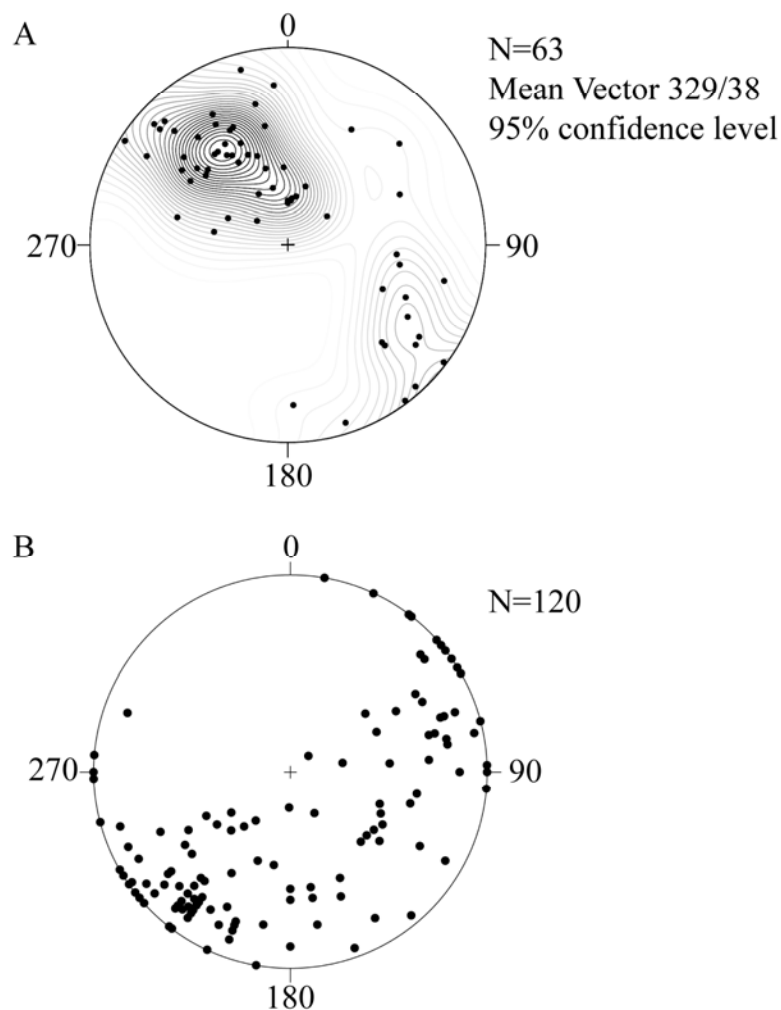 A
0
N=63
Mean Vector 329/38
95% confidence level
270
90
180
B
0
N=120
270
90
180